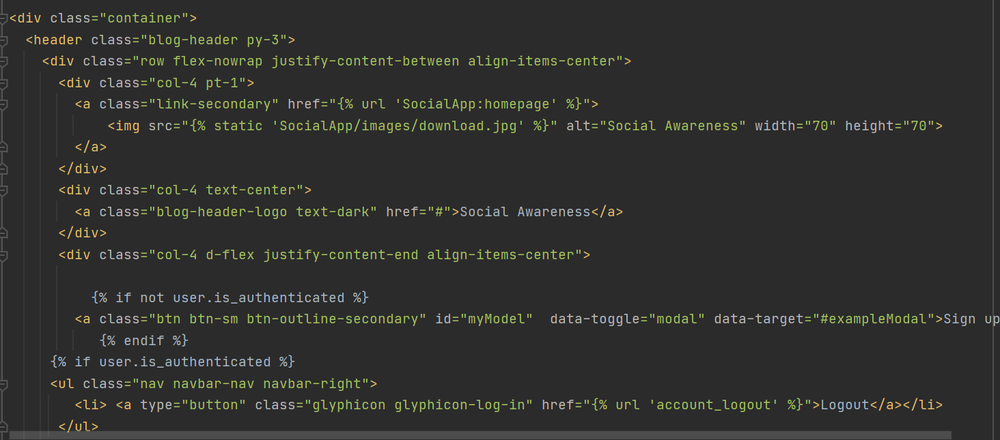 <div class="container">
<header class="blog-header py-3">
<div class="row flex-nowrap justify-content-between align-items-center">
<div class="col-4 pt-1">
<a class="link-secondary" href="{% url 'SocialApp:homepage' %}">
<img src="{% static 'SocialApp/images/download.jpg' %}" alt="Social Awareness" width="70" height="70">
</a>
</div>
<div class="col-4 text-center">
<a class="blog-header-logo text-dark" href="#">Social Awareness</a>
</div>
<div class="col-4 d-flex justify-content-end align-items-center">
{% if not user.is_authenticated %}
<a class="btn btn-sm btn-outline-secondary" id="myModel"  data-toggle="modal" data-target="#exampleModal">Sign up
{% endif %}
{% if user.is_authenticated %}
<ul class="nav navbar-nav navbar-right">
<li> <a type="button" class="glyphicon glyphicon-log-in" href="{% url 'account_logout' %}">Logout</a></li>
</ul>